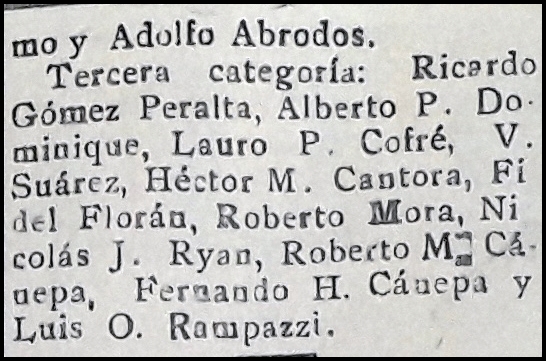 mo y Adolfo Abrodos.
Tercera categoría: Ricardo
Gómez Peralta, Alberto P. Do-
minique, Lauro P. Cofré, V.
Suárez, Héctor M. Cantora, Fi
del Florán, Roberto Mora, Ni
colás J. Ryan, Roberto Mª Cá-
nepa, Fernando H. Cánepa y
Luis O. Rampazzi.